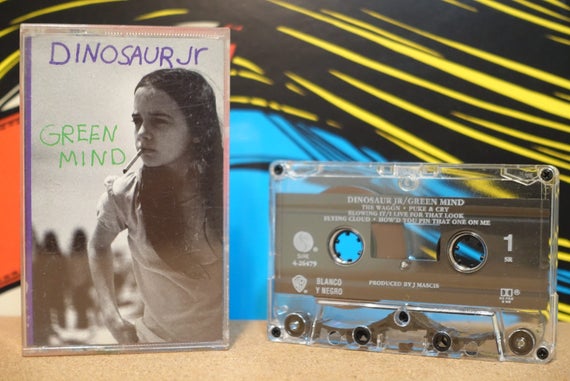 DINOSAUR Jr
GREEN
MIND
DINOSAUR JR/GREEN MIND
THE WAGON • PUKE & CRY
BLOWING IT/I LIVE FOR THAT LOOK
FLYING CLOUD • HOW'D YOU PIN THAT ONE ON ME
SIRE
4-26479
1
SR
BLANCO
Y NEGRO
PRODUCED BY J MASCIS